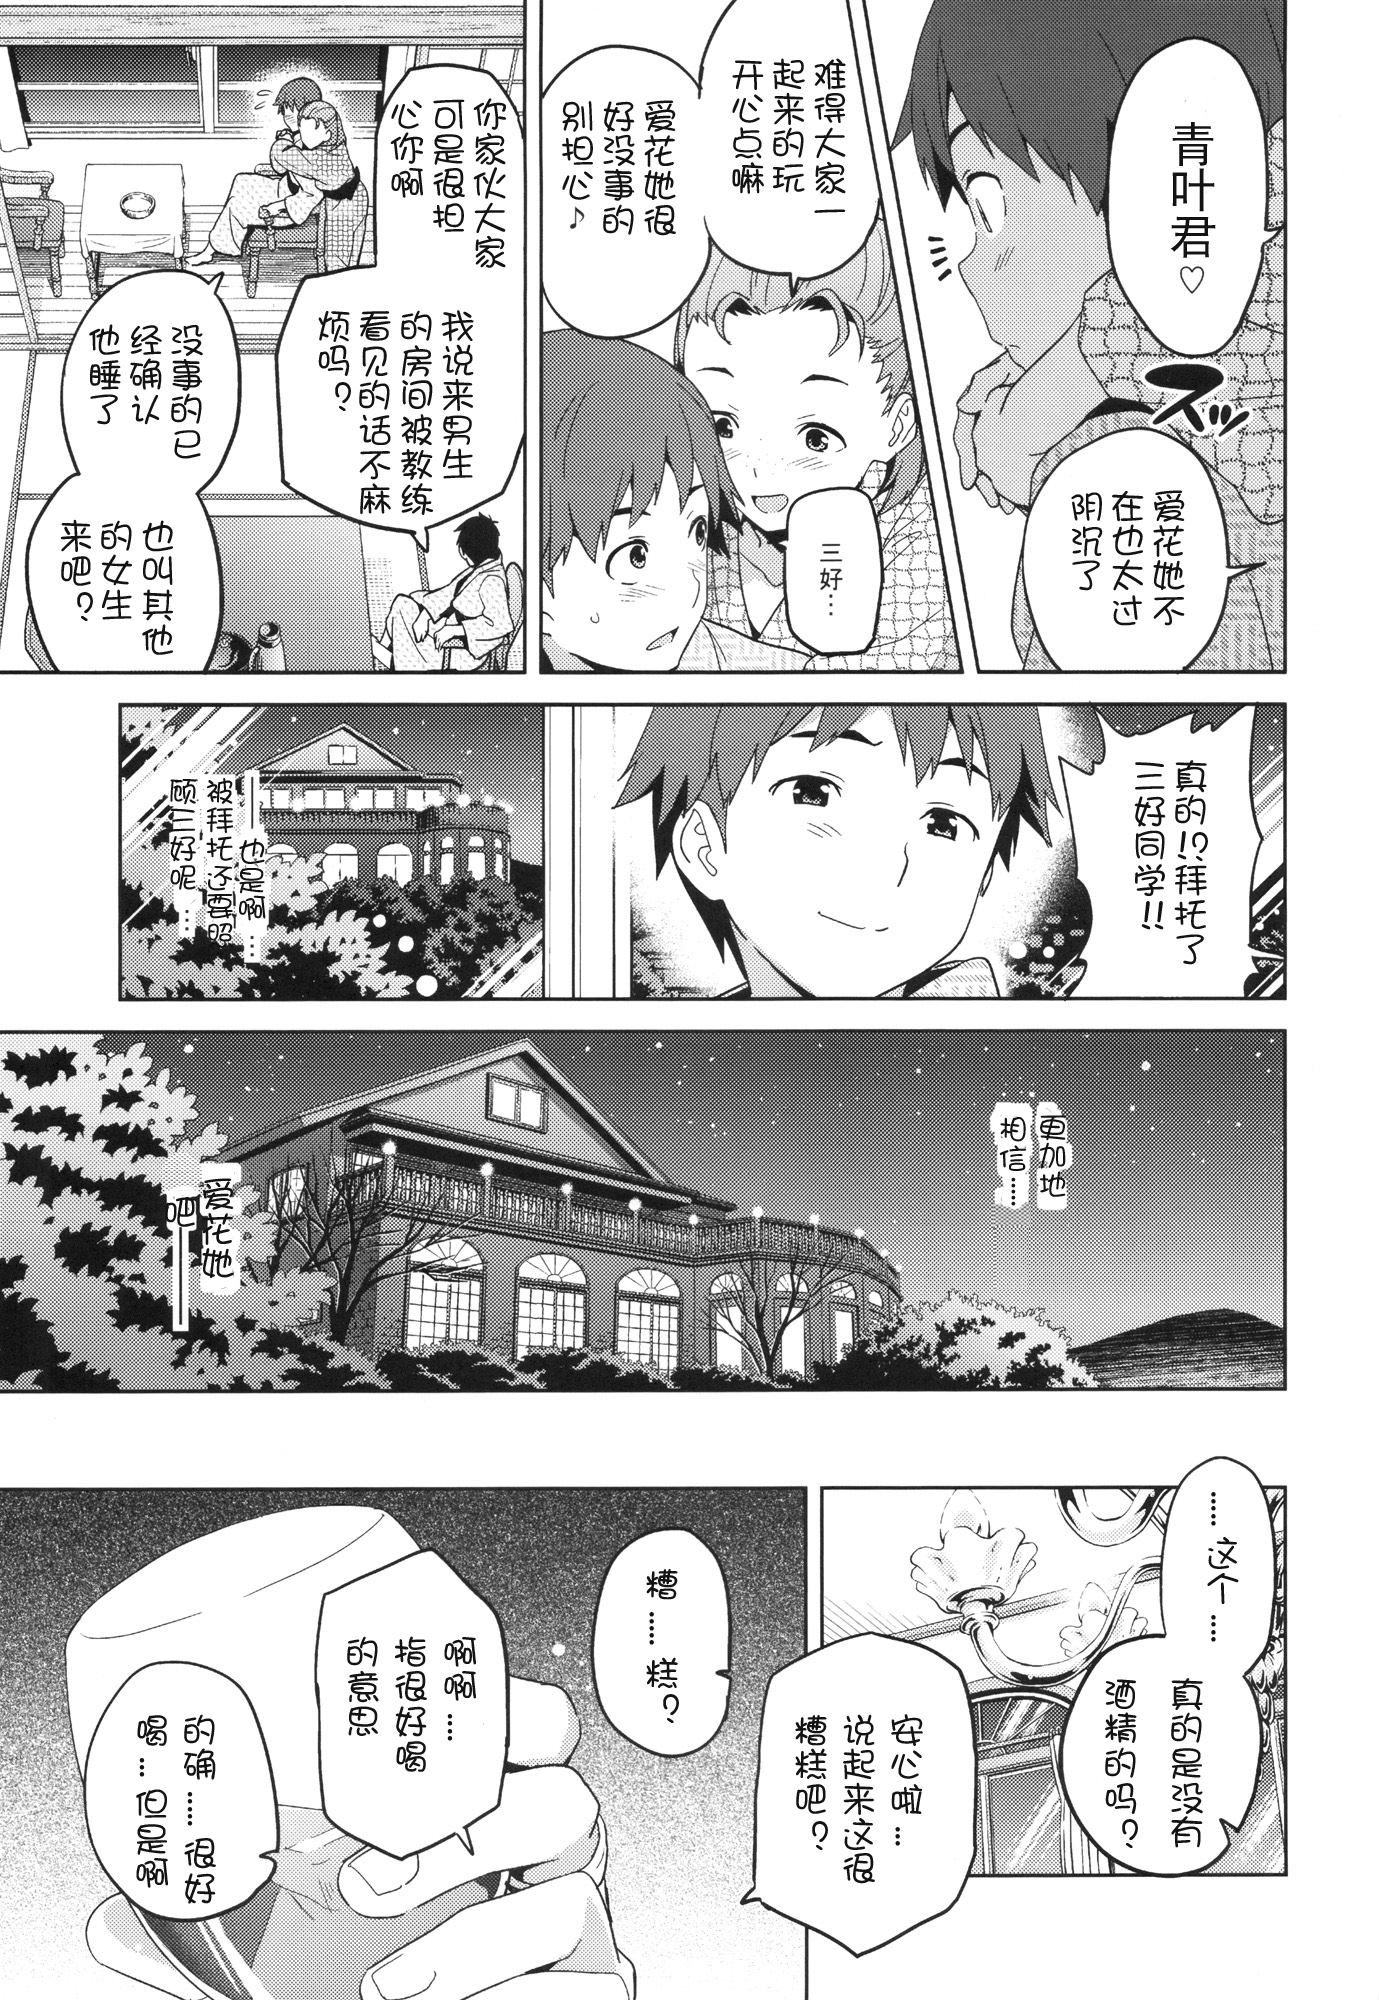 青叶君♡
爱花她不
在也太过
阴沉了
スッ
难得大家一
起来的玩
开心点嘛
爱花她很
好没事的
别担心♪
三好…
你家伙大家
可是很担
心你啊
我说来男生
的房间被教练
看见的话不麻
烦吗？
没事的已
经确认
他睡了
也叫其他
的女生
来吧？
真的!?拜托了
三好同学!!
——也是啊…
被拜托还要照
顾三好呢…
更加地
相信……
爱花她
吧——
……这个……
真的是没有
酒精的吗？
安心啦…
说起来这很
糟糕吧？
糟……糕？
啊啊…
指很好喝
的意思
的确……很好
喝…但是啊